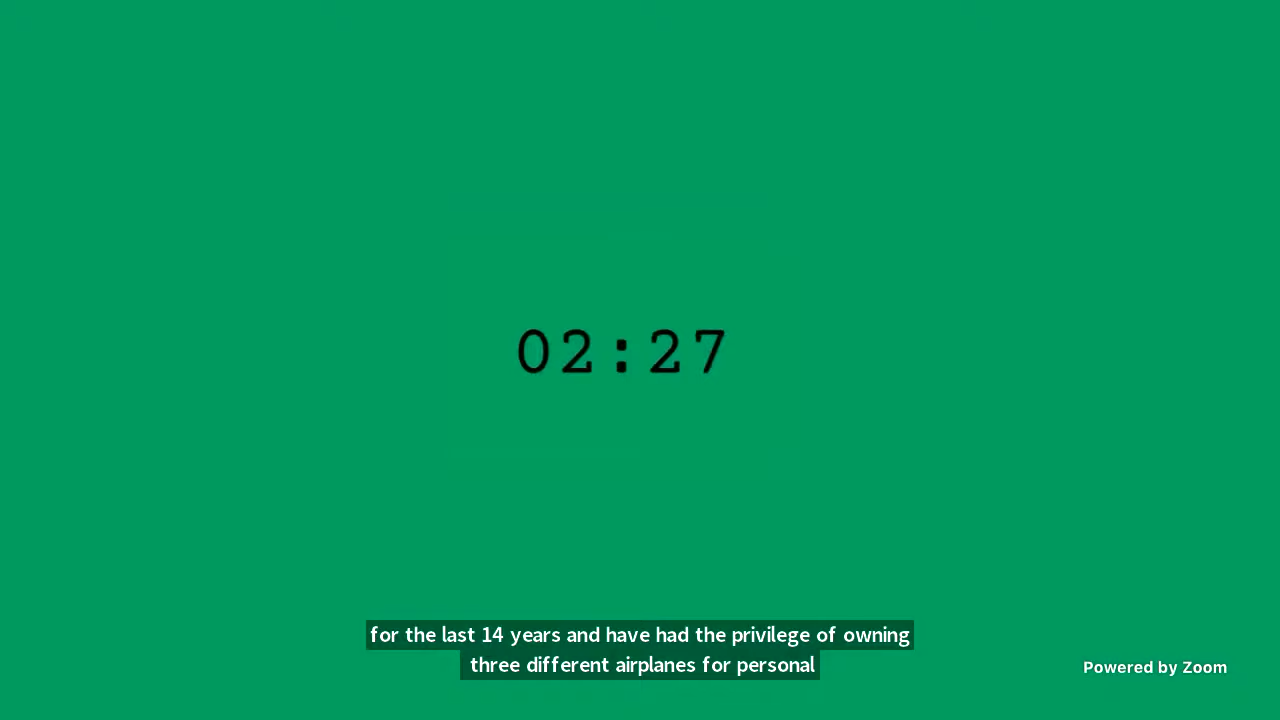 02:27
for the last 14 years and have had the privilege of owning
three different airplanes for personal
Powered by Zoom